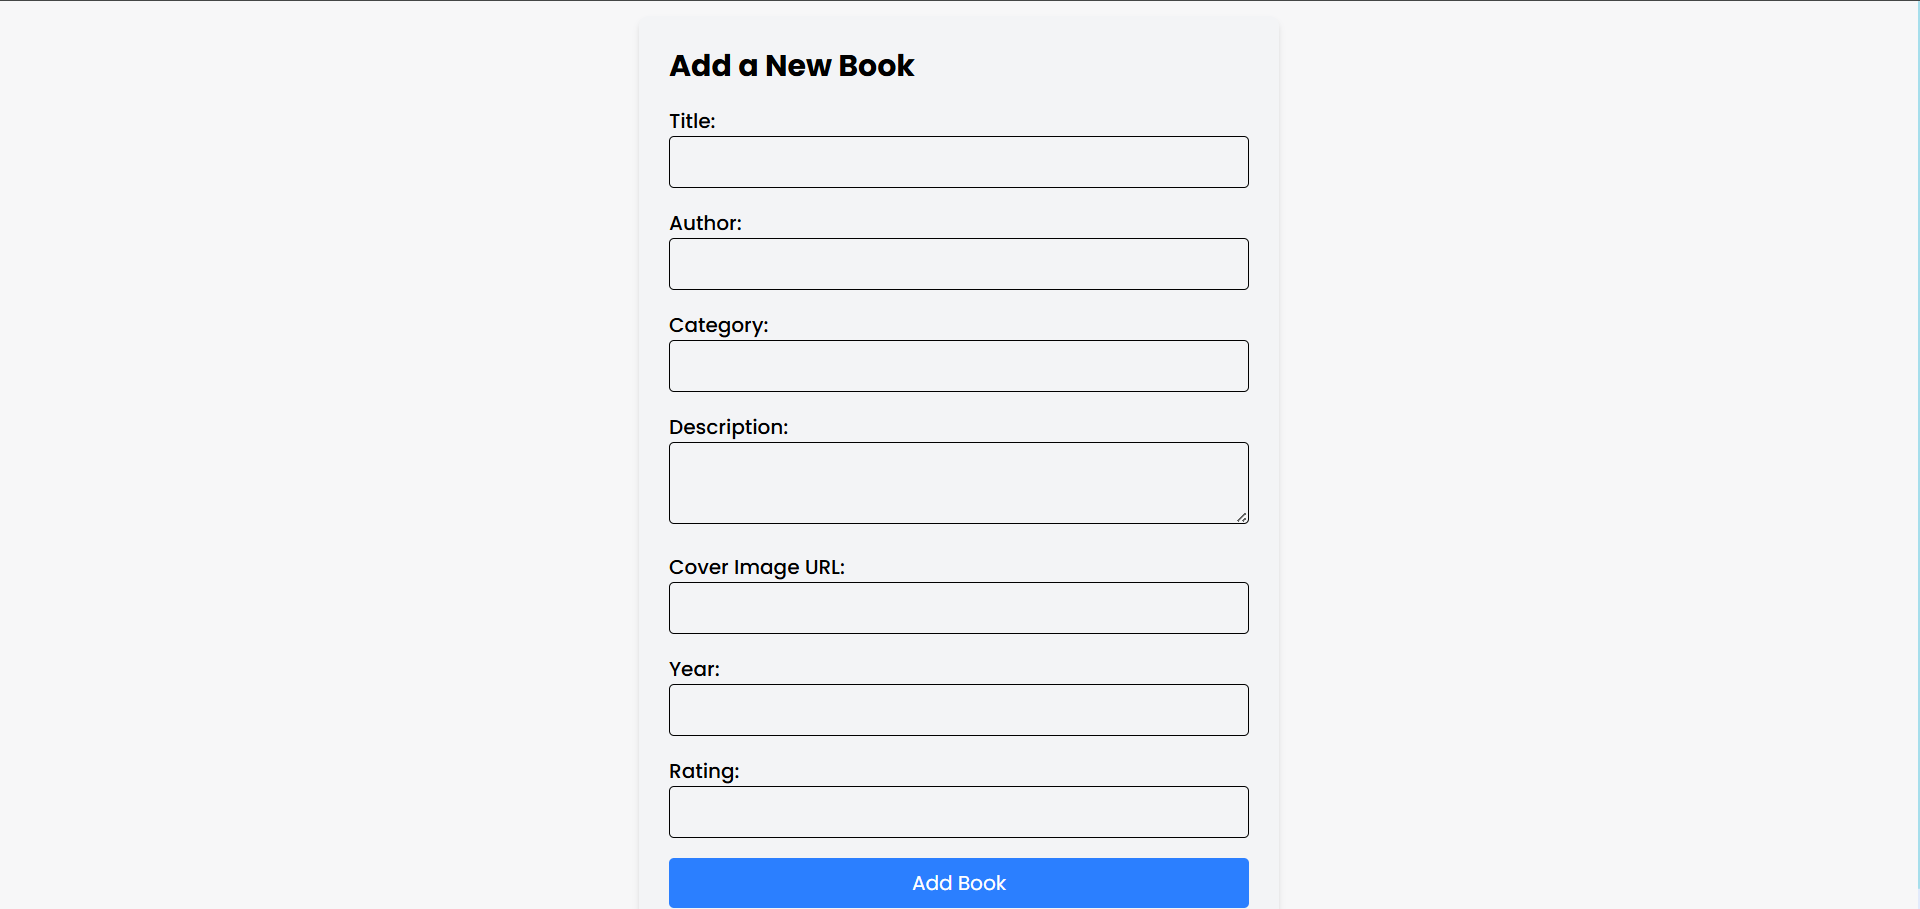 Add a New Book
Title:
Author:
Category:
Description:
Cover Image URL:
Year:
Rating:
Add Book